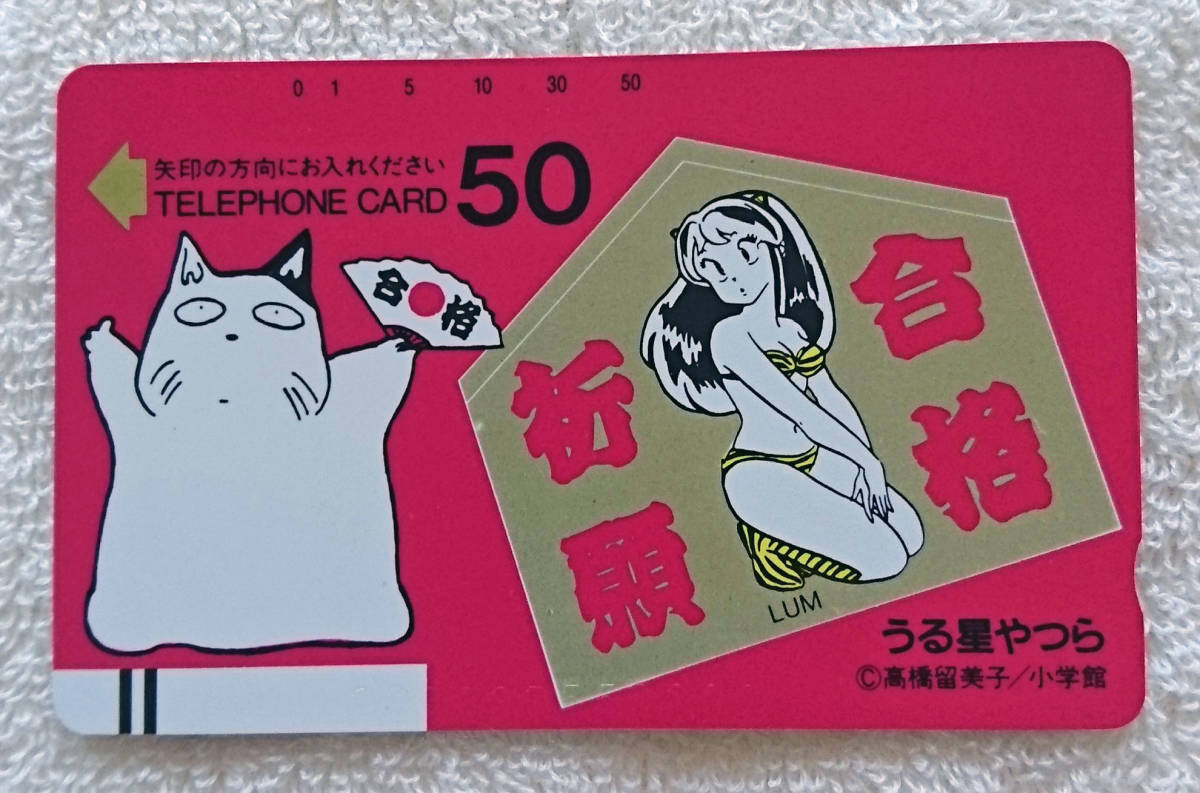 0 1 5 10 30 50
矢印の方向にお入れください
TELEPHONE CARD 50
合格
合格
祈願
LUM
うる星やつら
©高橋留美子/小学館